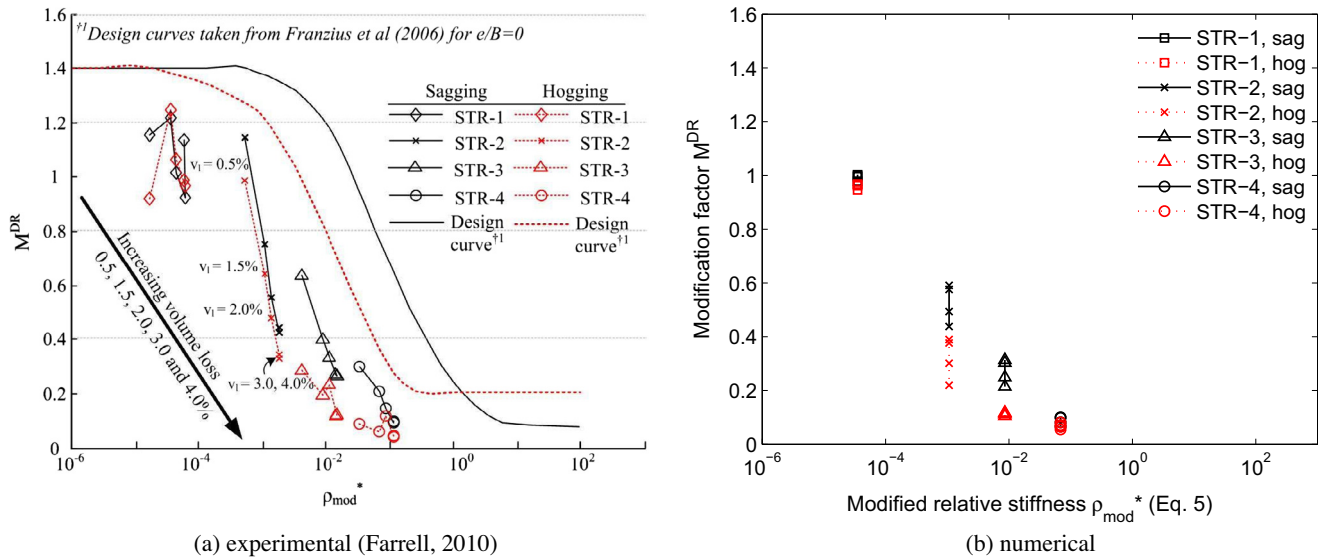 †1Design curves taken from Franzius et al (2006) for e/B=0
1.6
1.4
1.2
1
0.8
0.6
0.4
0.2
0
M^DR
Sagging Hogging
STR-1 STR-1
STR-2 STR-2
STR-3 STR-3
STR-4 STR-4
Design Design
curve†1 curve†1
v_l = 0.5%
v_l = 1.5%
v_l = 2.0%
v_l = 3.0, 4.0%
Increasing volume loss
0.5, 1.5, 2.0, 3.0 and 4.0%
10^-6 10^-4 10^-2 10^0 10^2
ρ_mod*
(a) experimental (Farrell, 2010)
1.6
1.4
1.2
1
0.8
0.6
0.4
0.2
0
Modification factor M^DR
STR−1, sag
STR−1, hog
STR−2, sag
STR−2, hog
STR−3, sag
STR−3, hog
STR−4, sag
STR−4, hog
10^−6 10^−4 10^−2 10^0 10^2
Modified relative stiffness ρ_mod* (Eq. 5)
(b) numerical